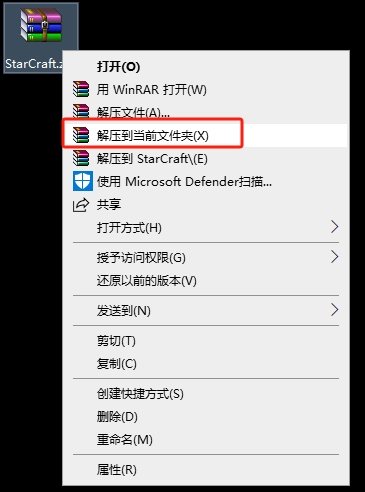 StarCraft.z
打开(O)
用 WinRAR 打开(W)
解压文件(A)...
解压到当前文件夹(X)
解压到 StarCraft\(E)
使用 Microsoft Defender扫描...
共享
打开方式(H)
授予访问权限(G)
还原以前的版本(V)
发送到(N)
剪切(T)
复制(C)
创建快捷方式(S)
删除(D)
重命名(M)
属性(R)